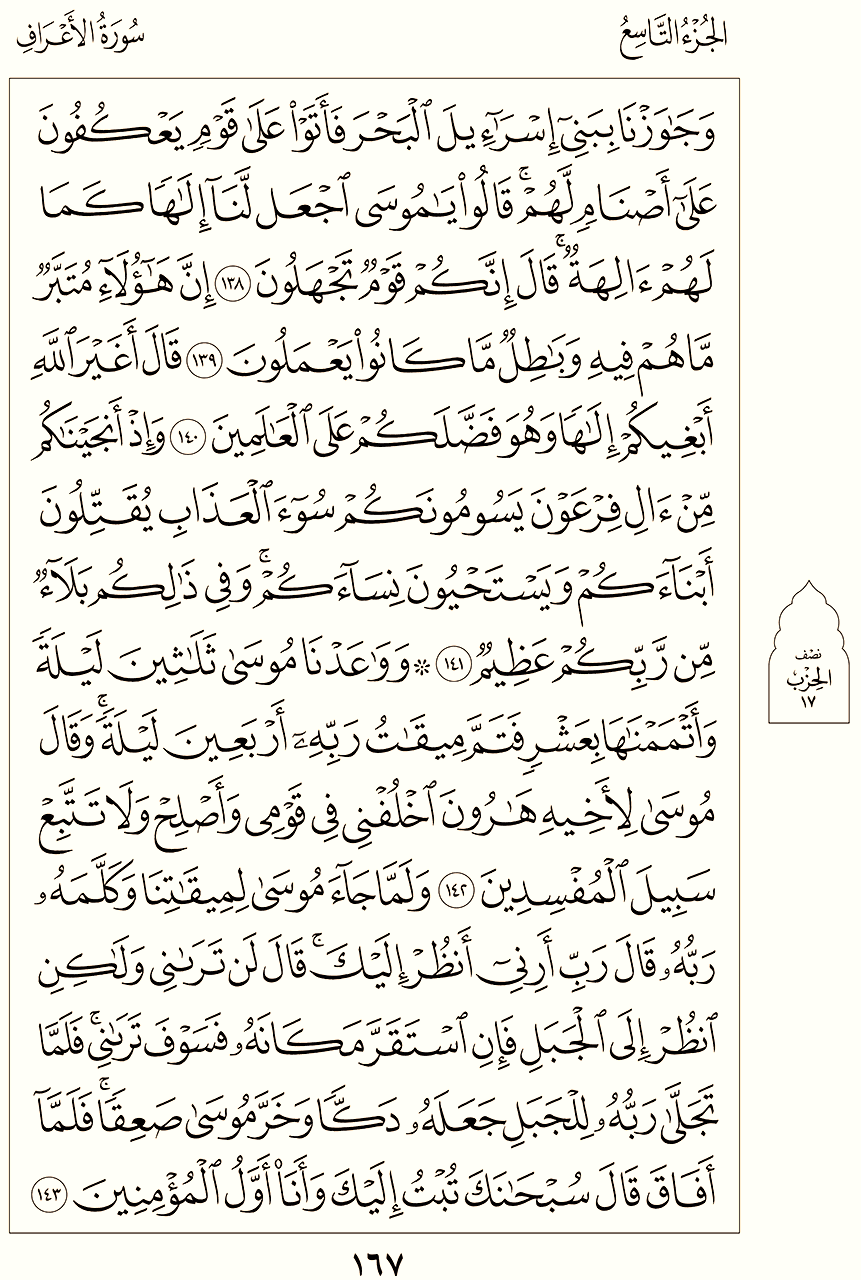 الجُزْءُ التَّاسِعُ
سُورَةُ الأَعْرَافِ
وَجَٰوَزْنَا بِبَنِىٓ إِسْرَٰٓءِيلَ ٱلْبَحْرَ فَأَتَوْا۟ عَلَىٰ قَوْمٍ يَعْكُفُونَ
عَلَىٰٓ أَصْنَامٍ لَّهُمْ ۚ قَالُوا۟ يَٰمُوسَى ٱجْعَل لَّنَآ إِلَٰهًا كَمَا
لَهُمْ ءَالِهَةٌ ۚ قَالَ إِنَّكُمْ قَوْمٌ تَجْهَلُونَ ١٣٨ إِنَّ هَٰٓؤُلَآءِ مُتَبَّرٌ
مَّا هُمْ فِيهِ وَبَٰطِلٌ مَّا كَانُوا۟ يَعْمَلُونَ ١٣٩ قَالَ أَغَيْرَ ٱللَّهِ
أَبْغِيكُمْ إِلَٰهًا وَهُوَ فَضَّلَكُمْ عَلَى ٱلْعَٰلَمِينَ ١٤٠ وَإِذْ أَنجَيْنَٰكُم
مِّنْ ءَالِ فِرْعَوْنَ يَسُومُونَكُمْ سُوٓءَ ٱلْعَذَابِ يُقَتِّلُونَ
أَبْنَآءَكُمْ وَيَسْتَحْيُونَ نِسَآءَكُمْ ۚ وَفِى ذَٰلِكُم بَلَآءٌ
مِّن رَّبِّكُمْ عَظِيمٌ ١٤١ ۞ وَوَٰعَدْنَا مُوسَىٰ ثَلَٰثِينَ لَيْلَةً
وَأَتْمَمْنَٰهَا بِعَشْرٍ فَتَمَّ مِيقَٰتُ رَبِّهِۦٓ أَرْبَعِينَ لَيْلَةً ۚ وَقَالَ
مُوسَىٰ لِأَخِيهِ هَٰرُونَ ٱخْلُفْنِى فِى قَوْمِى وَأَصْلِحْ وَلَا تَتَّبِعْ
سَبِيلَ ٱلْمُفْسِدِينَ ١٤٢ وَلَمَّا جَآءَ مُوسَىٰ لِمِيقَٰتِنَا وَكَلَّمَهُۥ
رَبُّهُۥ قَالَ رَبِّ أَرِنِىٓ أَنظُرْ إِلَيْكَ ۚ قَالَ لَن تَرَىٰنِى وَلَٰكِنِ
ٱنظُرْ إِلَى ٱلْجَبَلِ فَإِنِ ٱسْتَقَرَّ مَكَانَهُۥ فَسَوْفَ تَرَىٰنِى ۚ فَلَمَّا
تَجَلَّىٰ رَبُّهُۥ لِلْجَبَلِ جَعَلَهُۥ دَكًّا وَخَرَّ مُوسَىٰ صَعِقًا ۚ فَلَمَّآ
أَفَاقَ قَالَ سُبْحَٰنَكَ تُبْتُ إِلَيْكَ وَأَنَا۠ أَوَّلُ ٱلْمُؤْمِنِينَ ١٤٣
نصْف
الحِزْبُ
١٧
١٦٧